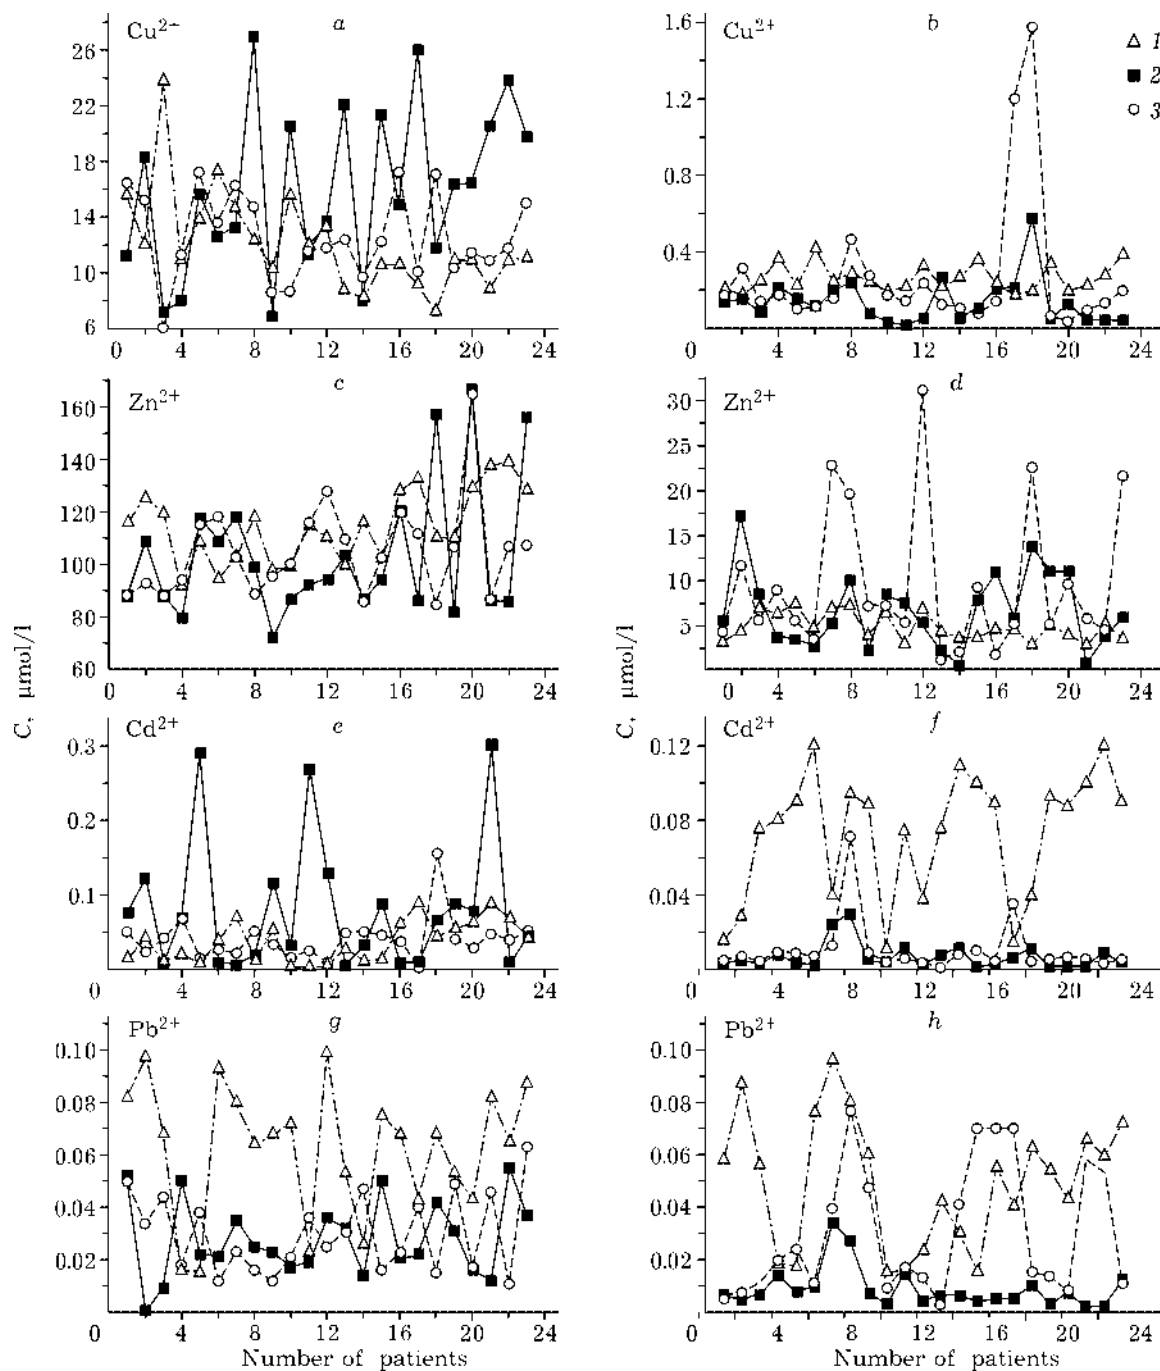 Cu²⁺ a
26
22
18
14
10
6
0 4 8 12 16 20 24
Cu²⁺ b
1.6
1.2
0.8
0.4
0 4 8 12 16 20 24
1
2
3
Zn²⁺ c
160
140
120
100
80
60
0 4 8 12 16 20 24
Zn²⁺ d
30
25
20
15
10
5
0 4 8 12 16 20 24
C, μmol/l
C, μmol/l
Cd²⁺ e
0.3
0.2
0.1
0 4 8 12 16 20 24
Cd²⁺ f
0.12
0.08
0.04
0 4 8 12 16 20 24
Pb²⁺ g
0.10
0.08
0.06
0.04
0.02
0 4 8 12 16 20 24
Number of patients
Pb²⁺ h
0.10
0.08
0.06
0.04
0.02
0 4 8 12 16 20 24
Number of patients